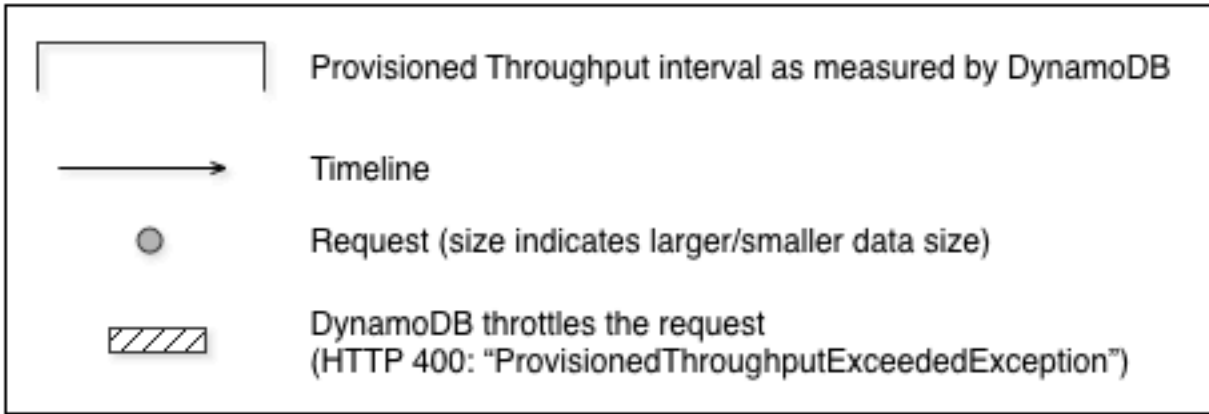 Provisioned Throughput interval as measured by DynamoDB
Timeline
Request (size indicates larger/smaller data size)
DynamoDB throttles the request
(HTTP 400: “ProvisionedThroughputExceededException”)